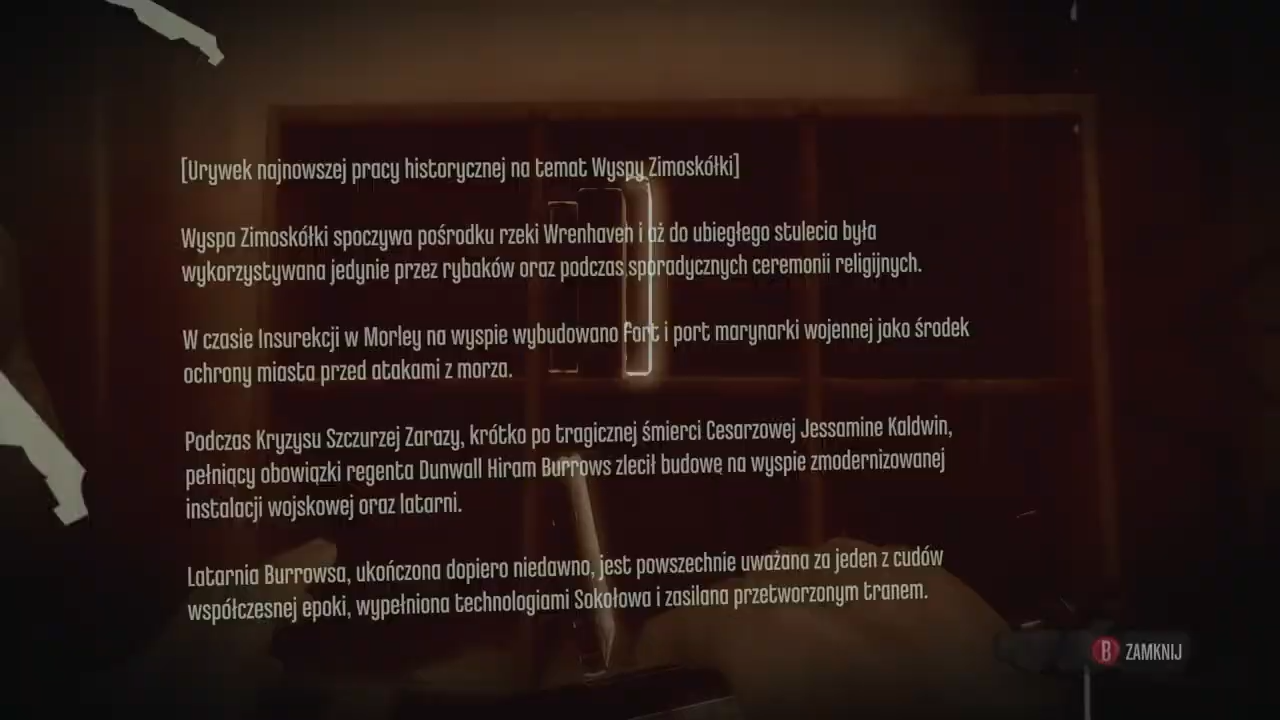 [Urywek najnowszej pracy historycznej na temat Wyspy Zimoskółki]
Wyspa Zimoskółki spoczywa pośrodku rzeki Wrenhaven i aż do ubiegłego stulecia była
wykorzystywana jedynie przez rybaków oraz podczas sporadycznych ceremonii religijnych.
W czasie Insurekcji w Morley na wyspie wybudowano fort i port marynarki wojennej jako środek
ochrony miasta przed atakami z morza.
Podczas Kryzysu Szczurzej Zarazy, krótko po tragicznej śmierci Cesarzowej Jessamine Kaldwin,
pełniący obowiązki regenta Dunwall Hiram Burrows zlecił budowę na wyspie zmodernizowanej
instalacji wojskowej oraz latarni.
Latarnia Burrowsa, ukończona dopiero niedawno, jest powszechnie uważana za jeden z cudów
współczesnej epoki, wypełniona technologiami Sokołowa i zasilana przetworzonym tranem.
B ZAMKNIJ